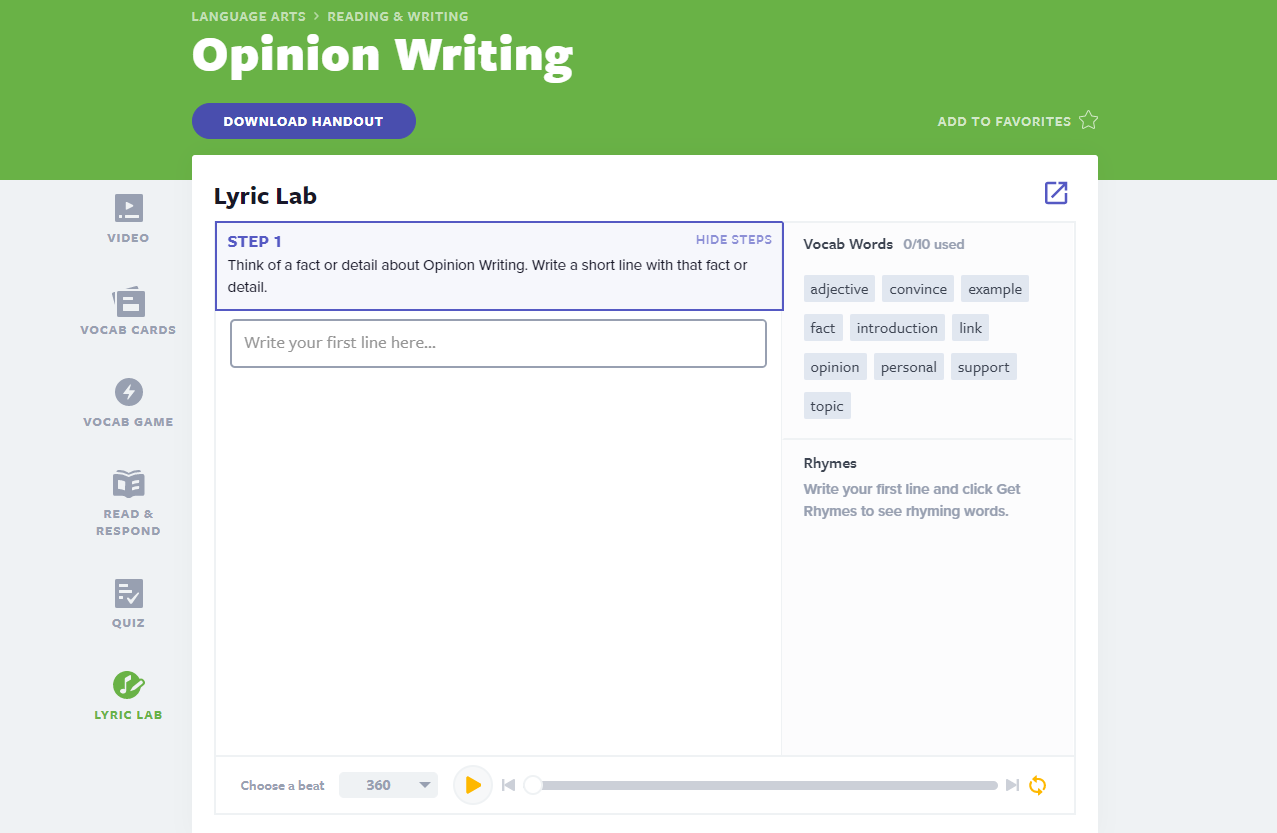 LANGUAGE ARTS > READING & WRITING
Opinion Writing
DOWNLOAD HANDOUT
ADD TO FAVORITES
VIDEO
VOCAB CARDS
VOCAB GAME
READ &
RESPOND
QUIZ
LYRIC LAB
Lyric Lab
STEP 1
HIDE STEPS
Think of a fact or detail about Opinion Writing. Write a short line with that fact or
detail.
Write your first line here...
Vocab Words 0/10 used
adjective convince example
fact introduction link
opinion personal support
topic
Rhymes
Write your first line and click Get
Rhymes to see rhyming words.
Choose a beat 360